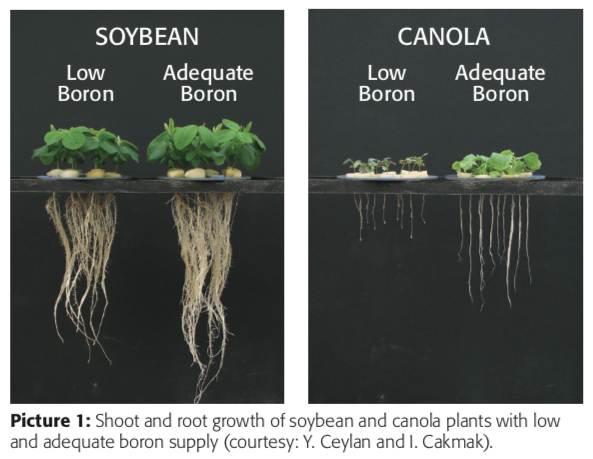 SOYBEAN
Low
Boron
Adequate
Boron
CANOLA
Low
Boron
Adequate
Boron
Picture 1: Shoot and root growth of soybean and canola plants with low
and adequate boron supply (courtesy: Y. Ceylan and I. Cakmak).